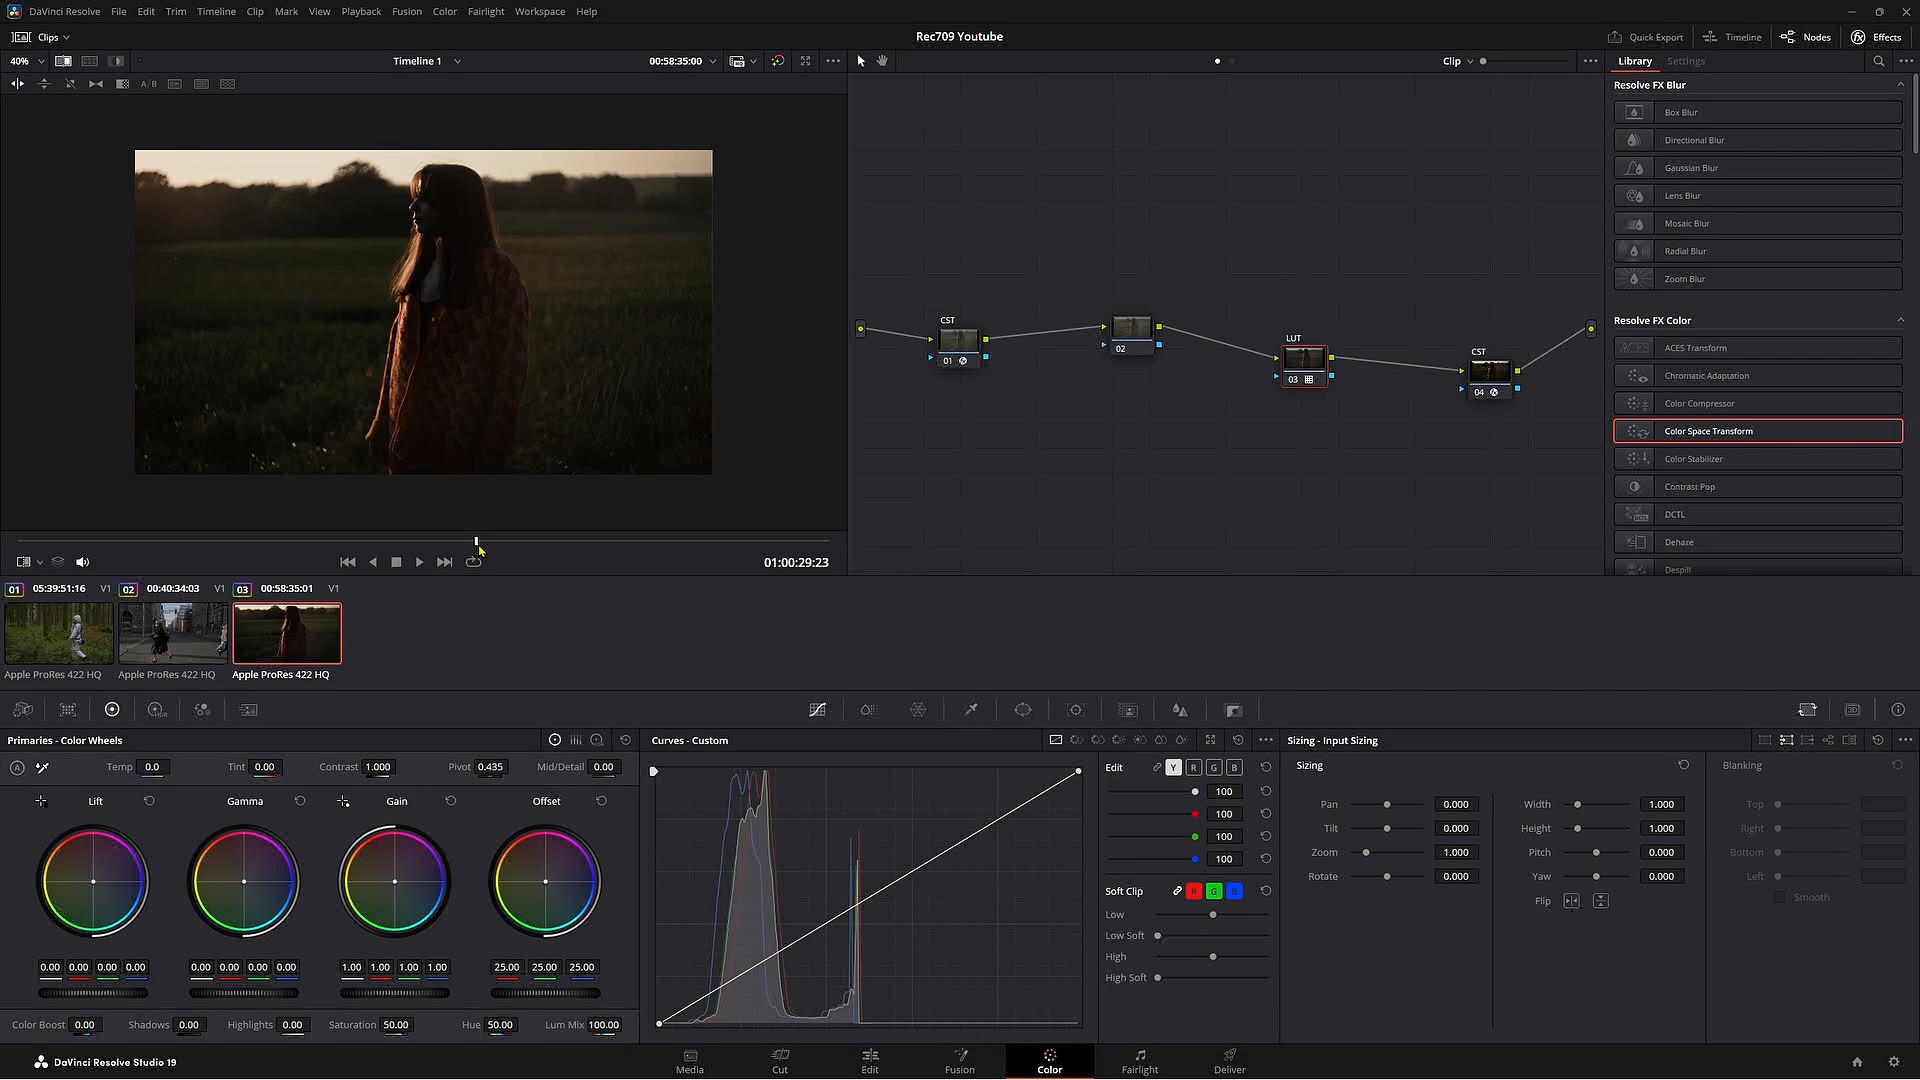 DaVinci Resolve File Edit Trim Timeline Clip Mark View Playback Fusion Color Fairlight Workspace Help
Clips Rec709 Youtube Quick Export Timeline Nodes Effects
40% Timeline 1 00:58:35:00 Clip Library Settings
A/B
Resolve FX Blur
Box Blur
Directional Blur
Gaussian Blur
Lens Blur
Mosaic Blur
Radial Blur
Zoom Blur
Resolve FX Color
ACES Transform
Chromatic Adaptation
Color Compressor
Color Space Transform
Color Stabilizer
Contrast Pop
DCTL
Dehaze
Despill
CST
01
02
LUT
03
CST
04
01:00:29:23
01 05:39:51:16 V1 02 00:40:34:03 V1 03 00:58:35:01 V1
Apple ProRes 422 HQ Apple ProRes 422 HQ Apple ProRes 422 HQ
HDR
3D
Primaries - Color Wheels
Temp 0.0 Tint 0.00 Contrast 1.000 Pivot 0.435 Mid/Detail 0.00
Lift Gamma Gain Offset
0.00 0.00 0.00 0.00 0.00 0.00 0.00 0.00 1.00 1.00 1.00 1.00 25.00 25.00 25.00
Color Boost 0.00 Shadows 0.00 Highlights 0.00 Saturation 50.00 Hue 50.00 Lum Mix 100.00
Curves - Custom
Edit Y R G B
100
100
100
100
Soft Clip R G B
Low
Low Soft
High
High Soft
Sizing - Input Sizing
Sizing Blanking
Pan 0.000 Width 1.000 Top
Tilt 0.000 Height 1.000 Right
Zoom 1.000 Pitch 0.000 Bottom
Rotate 0.000 Yaw 0.000 Left
Flip Smooth
DaVinci Resolve Studio 19
Media Cut Edit Fusion Color Fairlight Deliver